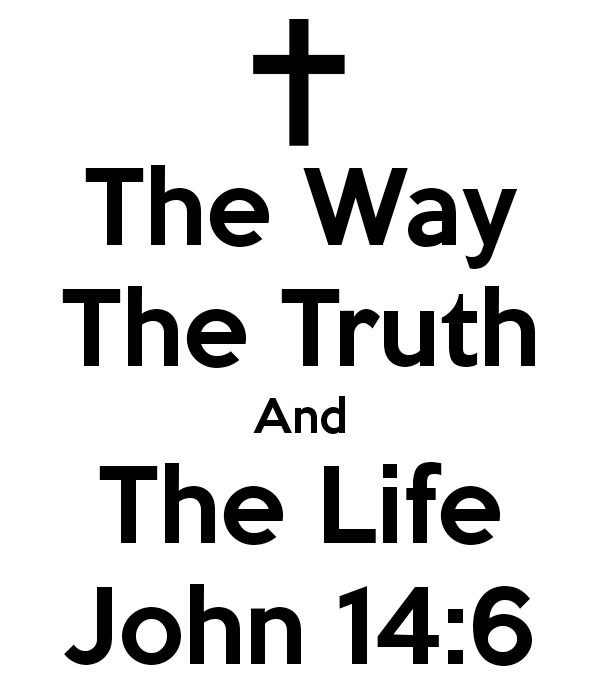 The Way
The Truth
And
The Life
John 14:6